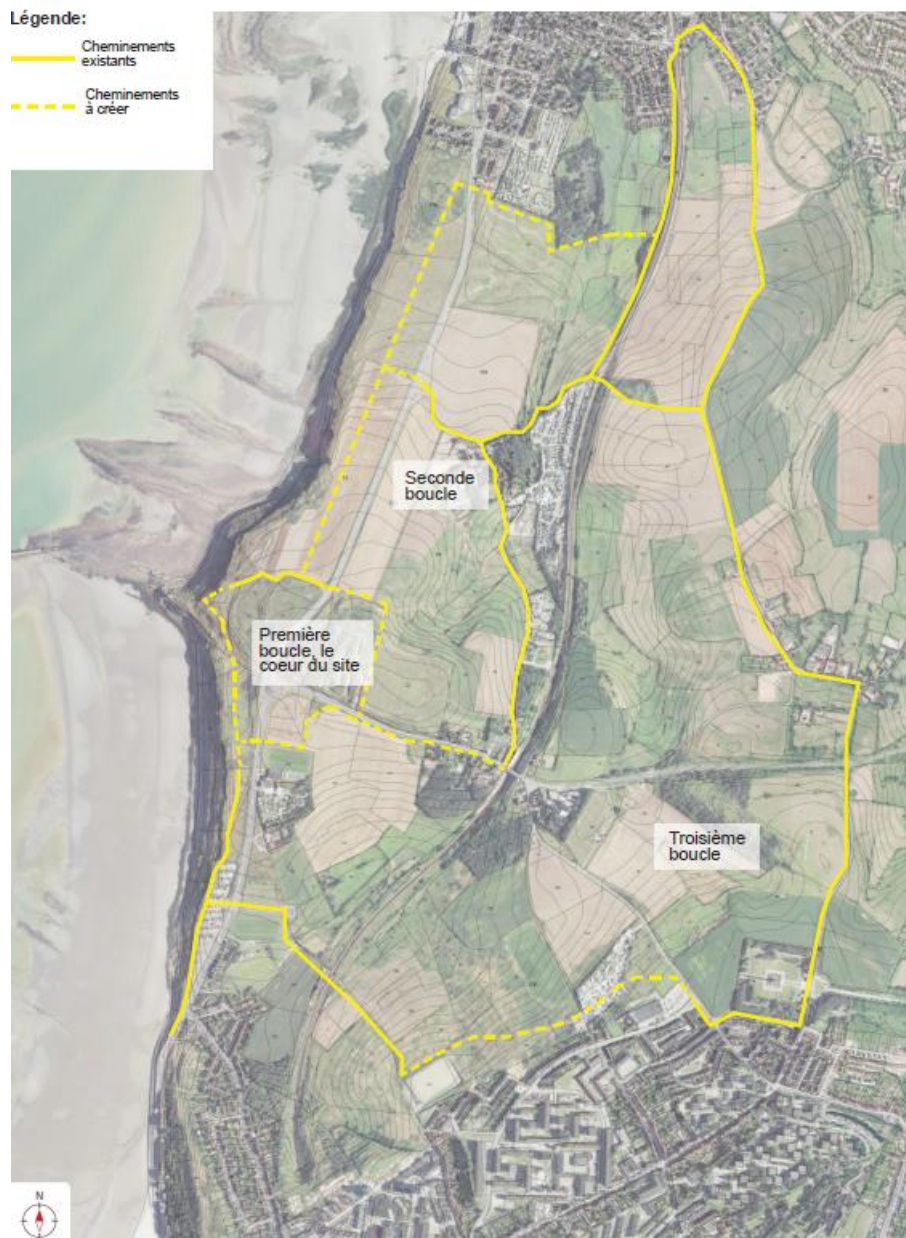 Légende:
Cheminements
existants
Cheminements
à créer
Seconde
boucle
Première
boucle, le
coeur du site
Troisième
boucle
N